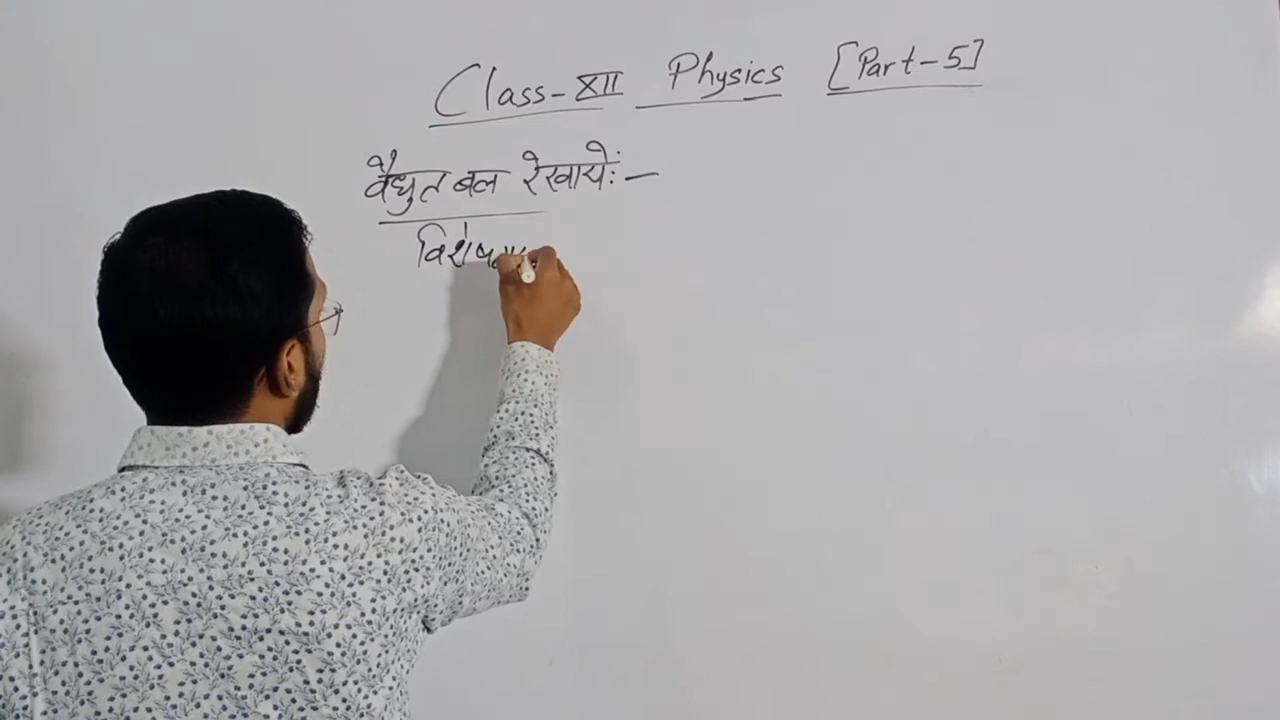 Class-XII Physics [Part-5]
वैधुत बल रेखायें:-